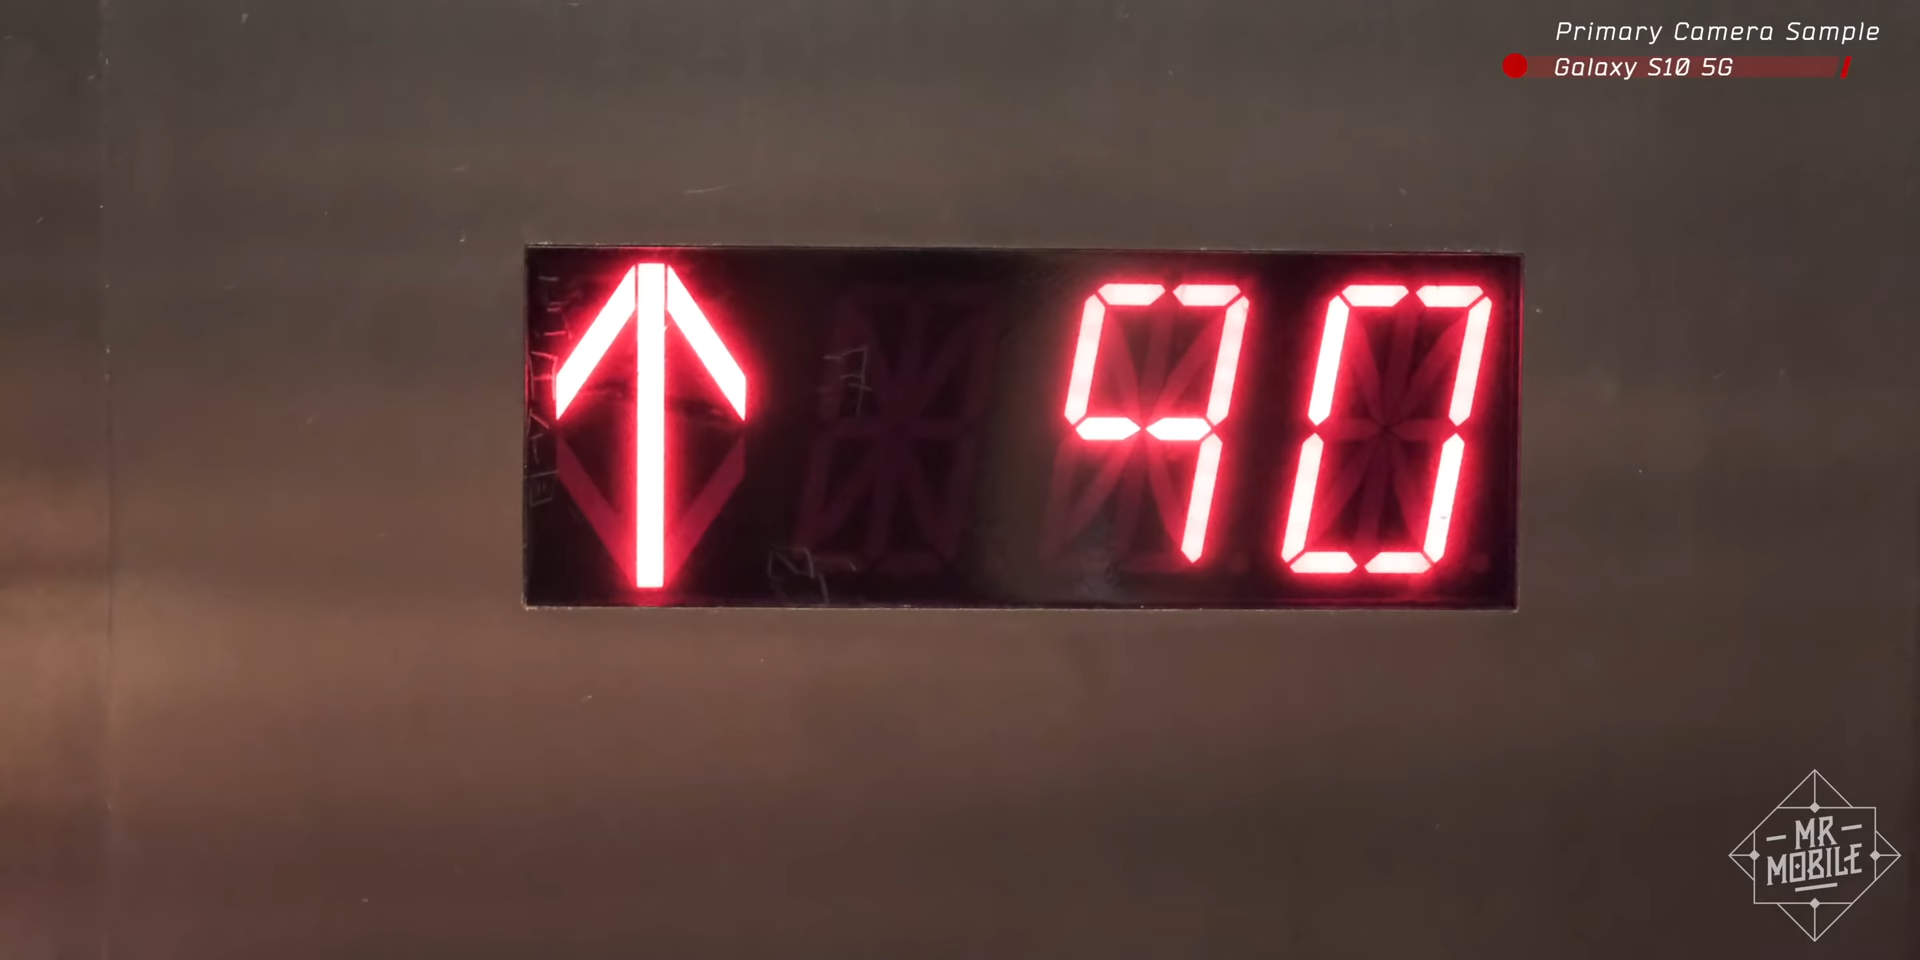 Primary Camera Sample
Galaxy S10 5G
↑ 90
MR
MOBILE